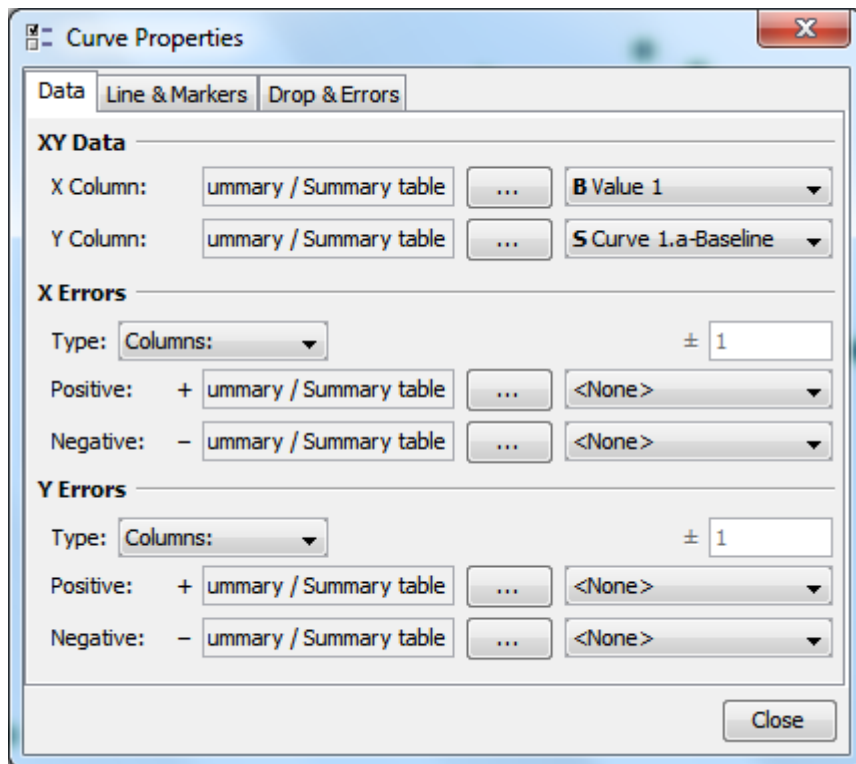 Curve Properties
Data Line & Markers Drop & Errors
XY Data
X Column: ummary / Summary table ... B Value 1
Y Column: ummary / Summary table ... S Curve 1.a-Baseline
X Errors
Type: Columns: ± 1
Positive: + ummary / Summary table ... <None>
Negative: − ummary / Summary table ... <None>
Y Errors
Type: Columns: ± 1
Positive: + ummary / Summary table ... <None>
Negative: − ummary / Summary table ... <None>
Close